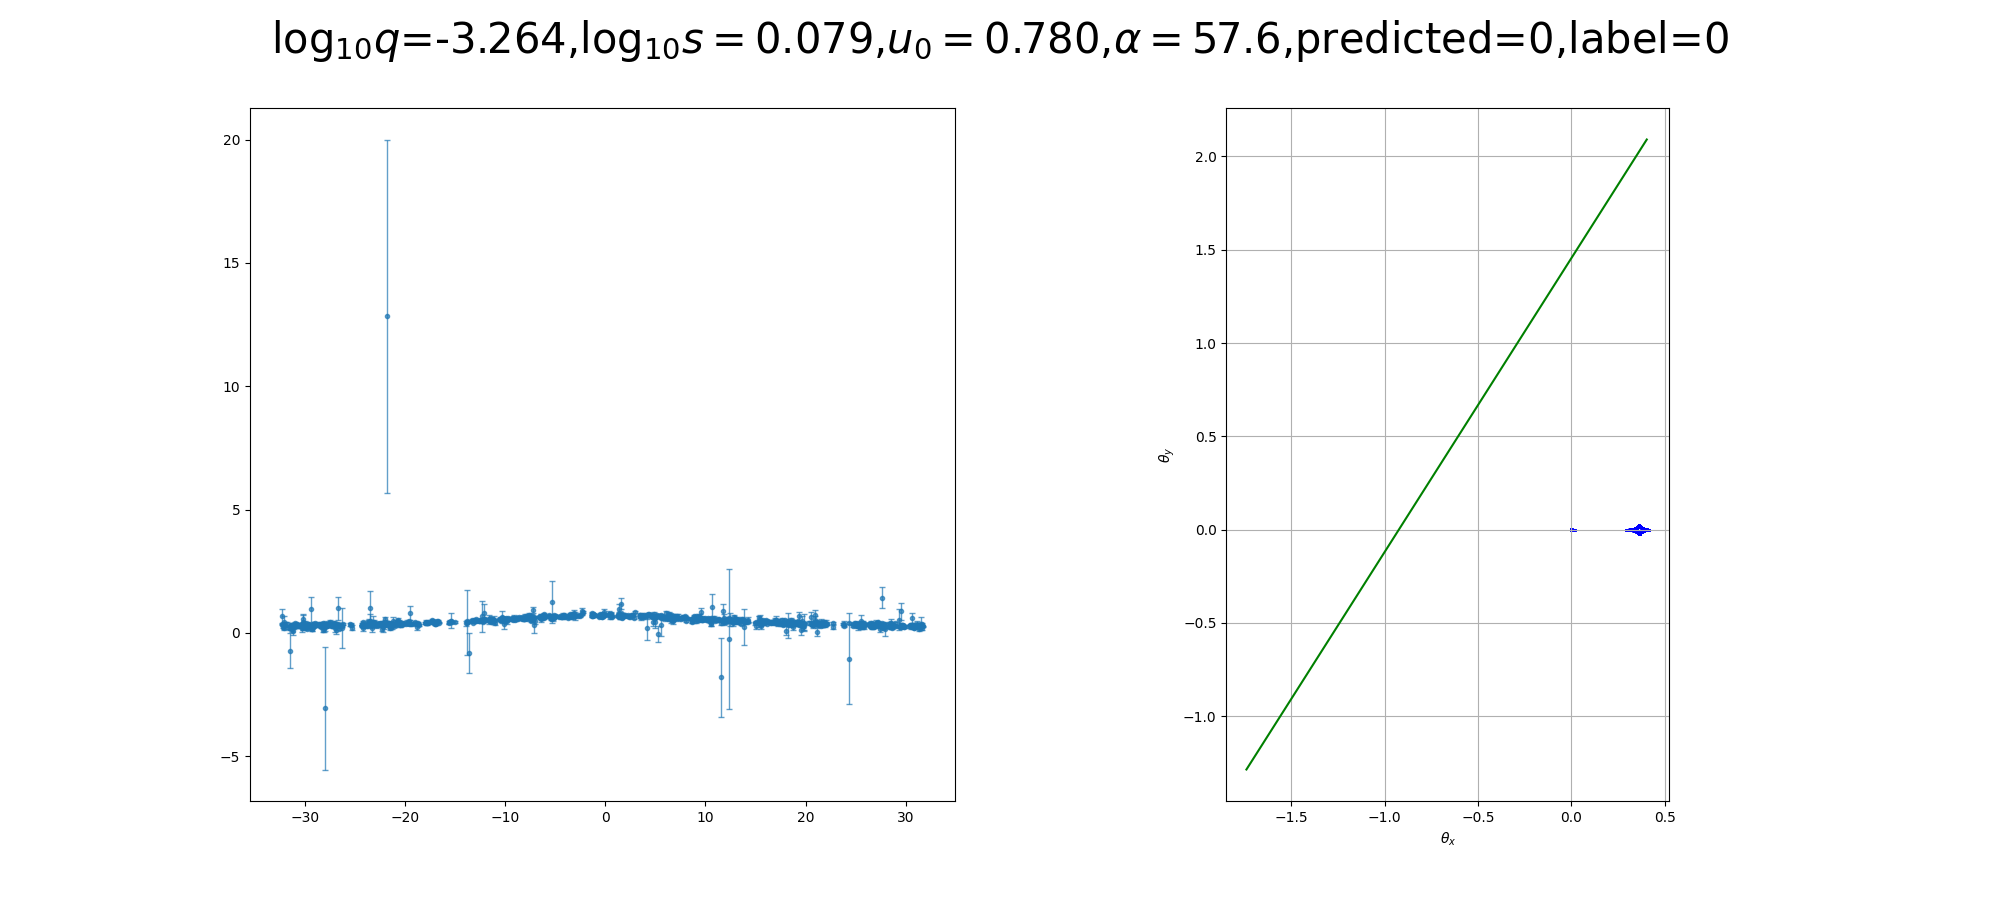 log₁₀q=-3.264,log₁₀s = 0.079,u₀ = 0.780,α = 57.6,predicted=0,label=0
20
15
10
5
0
−5
−30 −20 −10 0 10 20 30
2.0
1.5
1.0
0.5
0.0
−0.5
−1.0
θy
−1.5 −1.0 −0.5 0.0 0.5
θx